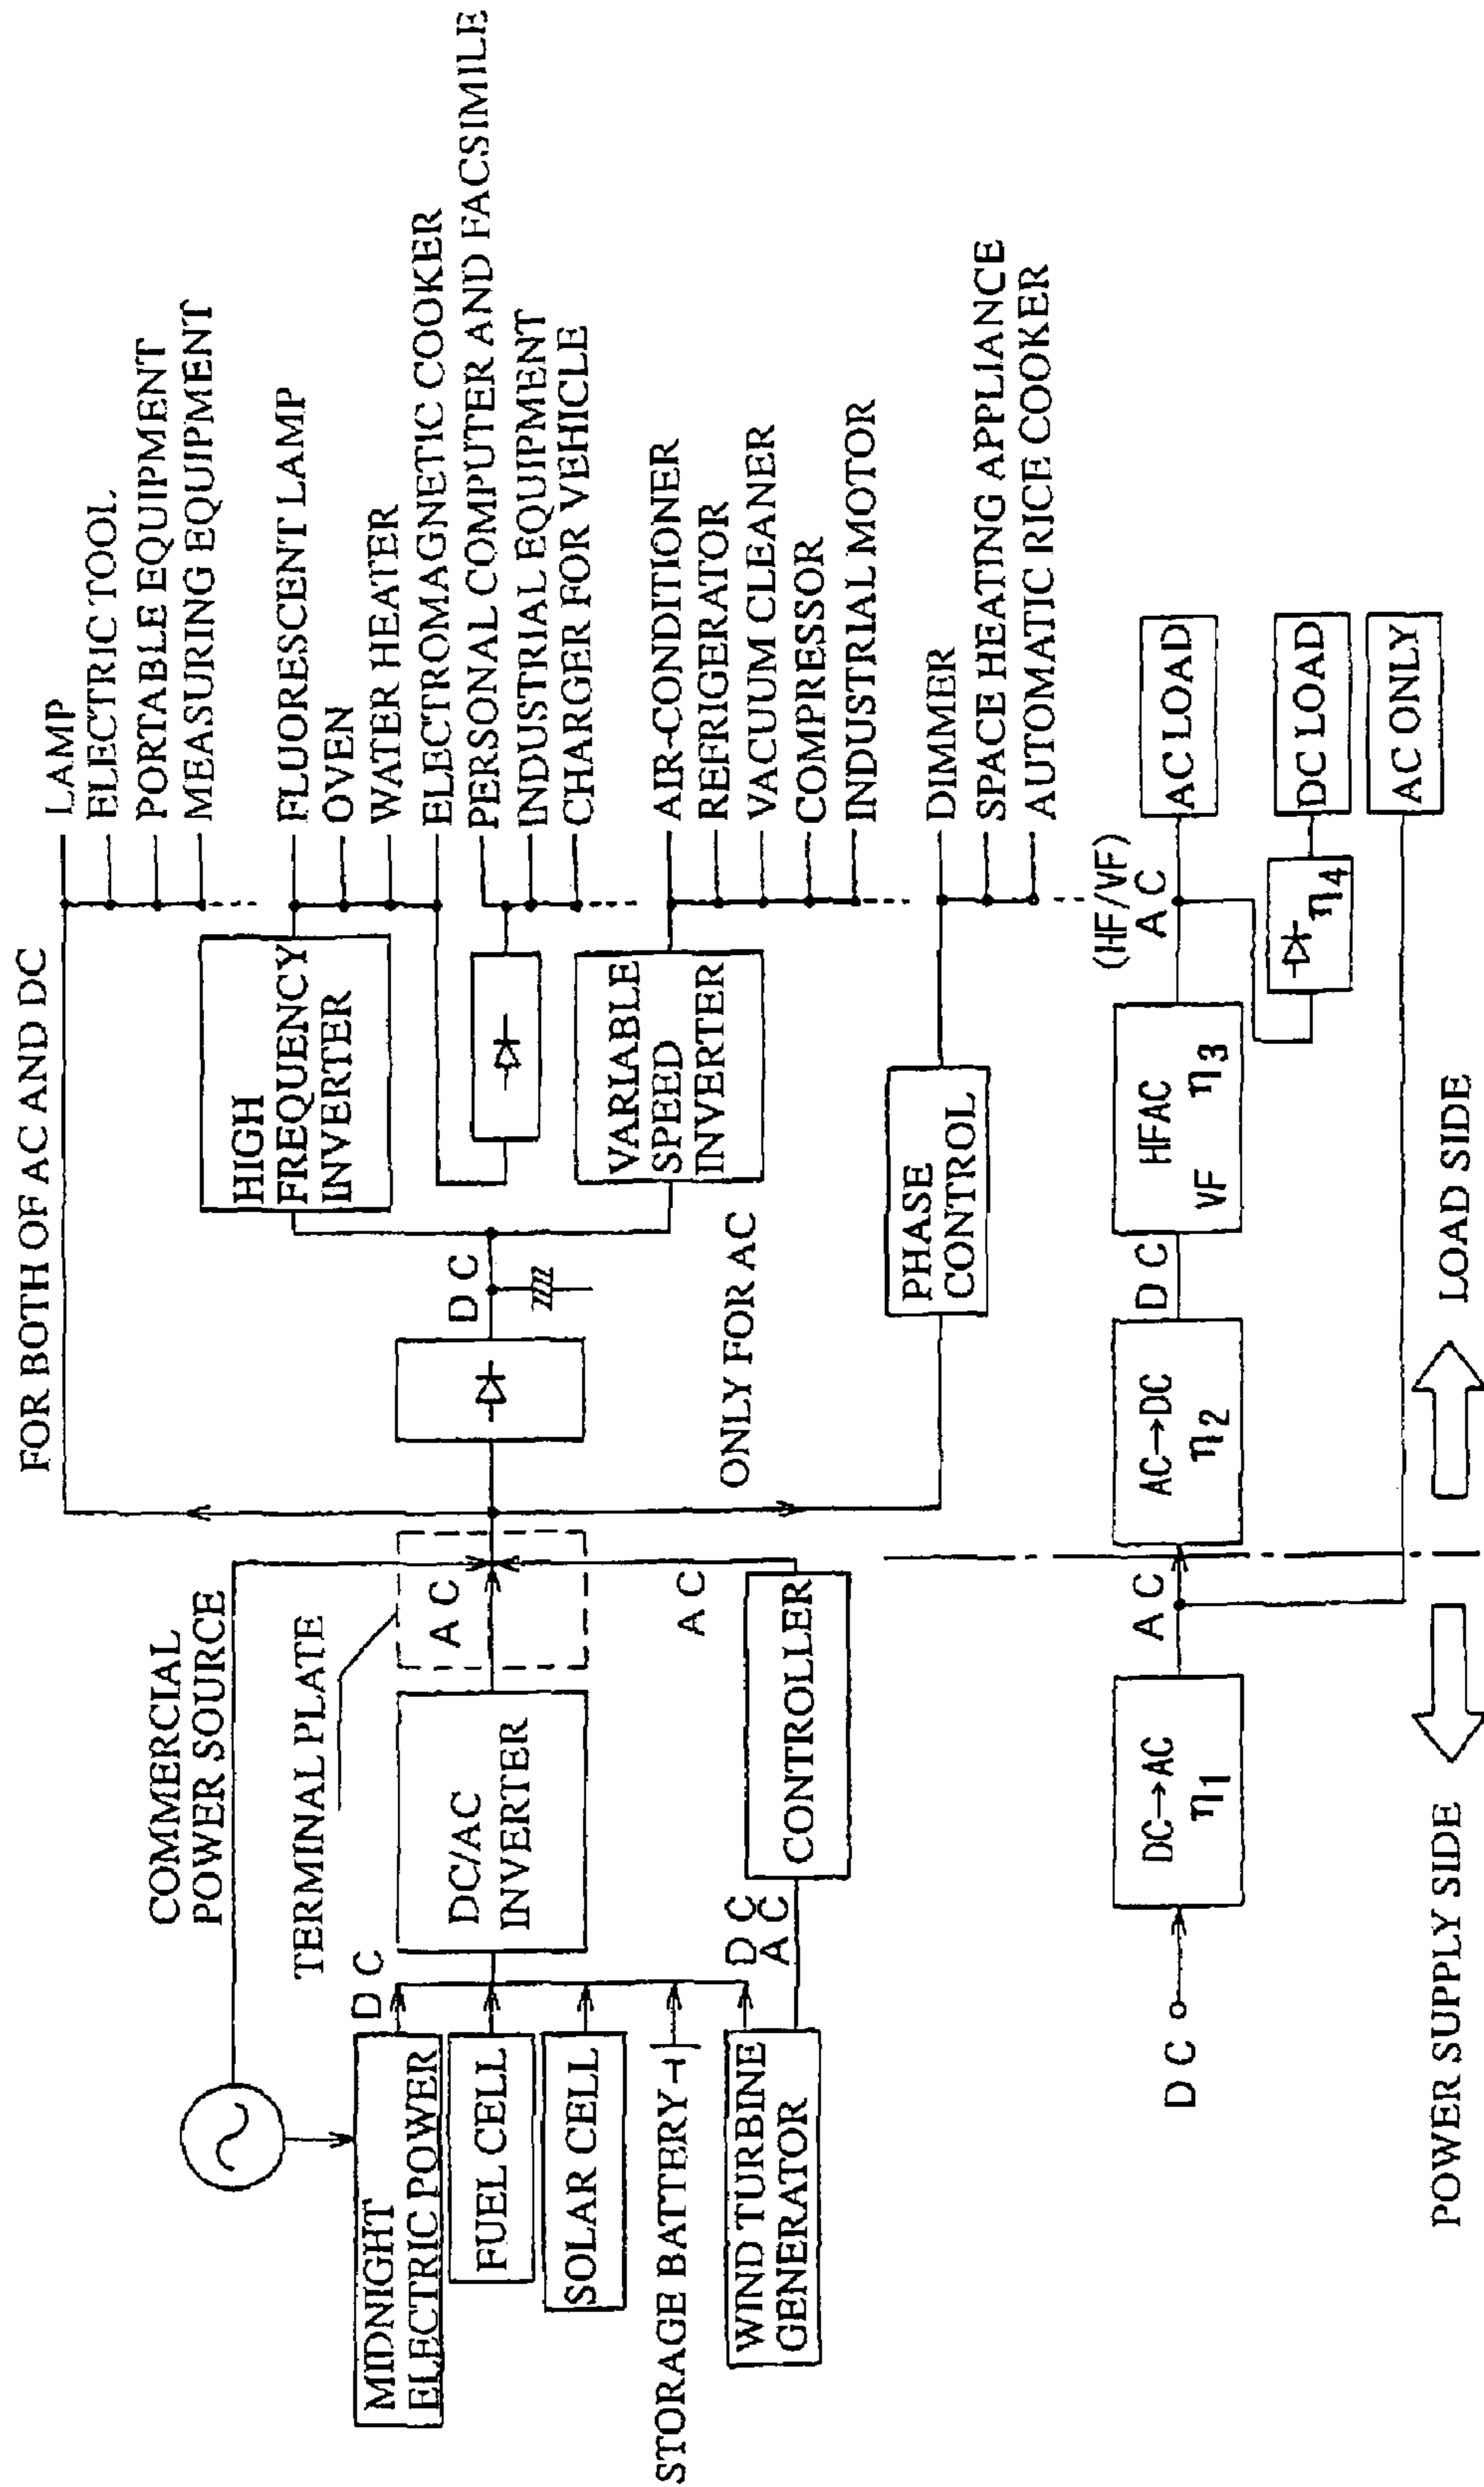 FOR BOTH OF AC AND DC
LAMP
ELECTRIC TOOL
PORTABLE EQUIPMENT
MEASURING EQUIPMENT
COMMERCIAL
POWER SOURCE
HIGH
FREQUENCY
INVERTER
FLUORESCENT LAMP
OVEN
WATER HEATER
ELECTROMAGNETIC COOKER
TERMINAL PLATE
DC
MIDNIGHT
ELECTRIC POWER
DC/AC
INVERTER
AC
DC
PERSONAL COMPUTER AND FACSIMILE
INDUSTRIAL EQUIPMENT
CHARGER FOR VEHICLE
FUEL CELL
SOLAR CELL
STORAGE BATTERY
VARIABLE
SPEED
INVERTER
AIR-CONDITIONER
REFRIGERATOR
VACUUM CLEANER
COMPRESSOR
INDUSTRIAL MOTOR
WIND TURBINE
GENERATOR
DC
AC
CONTROLLER
AC
ONLY FOR AC
PHASE
CONTROL
DIMMER
SPACE HEATING APPLIANCE
AUTOMATIC RICE COOKER
DC
DC→AC
η1
AC
AC→DC
η2
DC
HFAC
VF η3
(HF/VF)
AC
AC LOAD
η4
DC LOAD
AC ONLY
POWER SUPPLY SIDE
LOAD SIDE